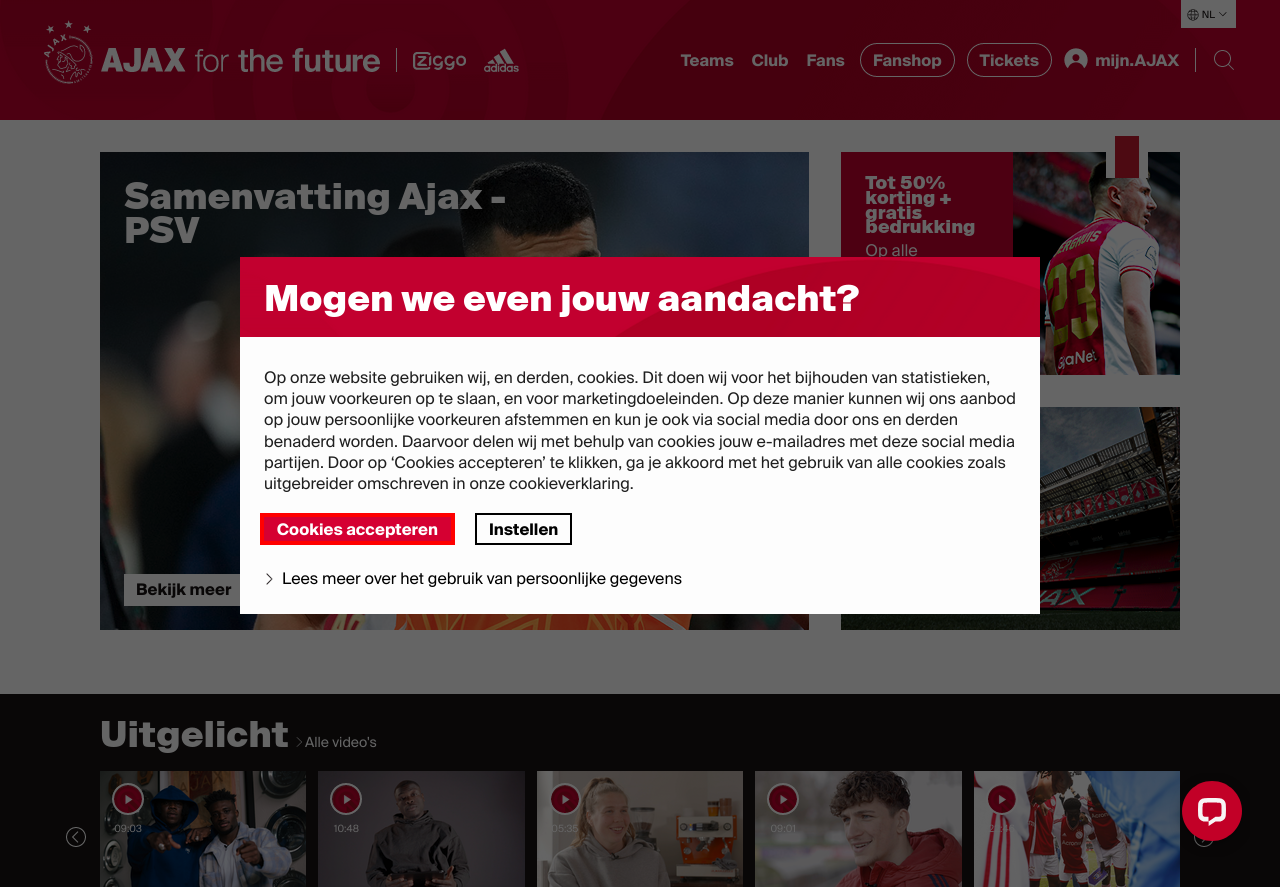 NL
AJAX for the future
Ziggo
adidas
Teams
Club
Fans
Fanshop
Tickets
mijn.AJAX
Samenvatting Ajax -
PSV
Tot 50%
korting +
gratis
bedrukking
Op alle
BERGHUIS
23
Mogen we even jouw aandacht?
Op onze website gebruiken wij, en derden, cookies. Dit doen wij voor het bijhouden van statistieken,
om jouw voorkeuren op te slaan, en voor marketingdoeleinden. Op deze manier kunnen wij ons aanbod
op jouw persoonlijke voorkeuren afstemmen en kun je ook via social media door ons en derden
benaderd worden. Daarvoor delen wij met behulp van cookies jouw e-mailadres met deze social media
partijen. Door op ‘Cookies accepteren’ te klikken, ga je akkoord met het gebruik van alle cookies zoals
uitgebreider omschreven in onze cookieverklaring.
Cookies accepteren
Instellen
Lees meer over het gebruik van persoonlijke gegevens
Bekijk meer
Uitgelicht
Alle video's
09:03
10:48
05:35
09:01